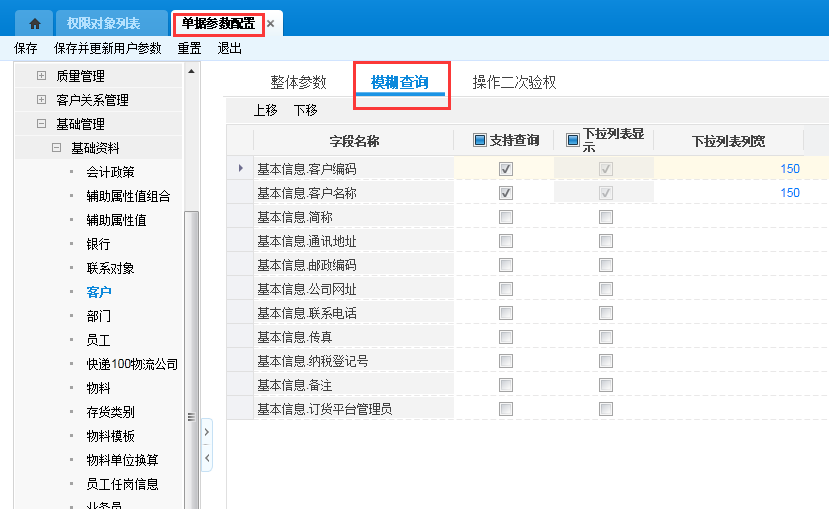 权限对象列表 单据参数配置 ×
保存 保存并更新用户参数 重置 退出
质量管理
客户关系管理
基础管理
基础资料
会计政策
辅助属性值组合
辅助属性值
银行
联系对象
客户
部门
员工
快递100物流公司
物料
存货类别
物料模板
物料单位换算
员工任岗信息
业务员
整体参数 模糊查询 操作二次验权
上移 下移
字段名称 支持查询 下拉列表显示 下拉列表列宽
基本信息.客户编码 150
基本信息.客户名称 150
基本信息.简称
基本信息.通讯地址
基本信息.邮政编码
基本信息.公司网址
基本信息.联系电话
基本信息.传真
基本信息.纳税登记号
基本信息.备注
基本信息.订货平台管理员